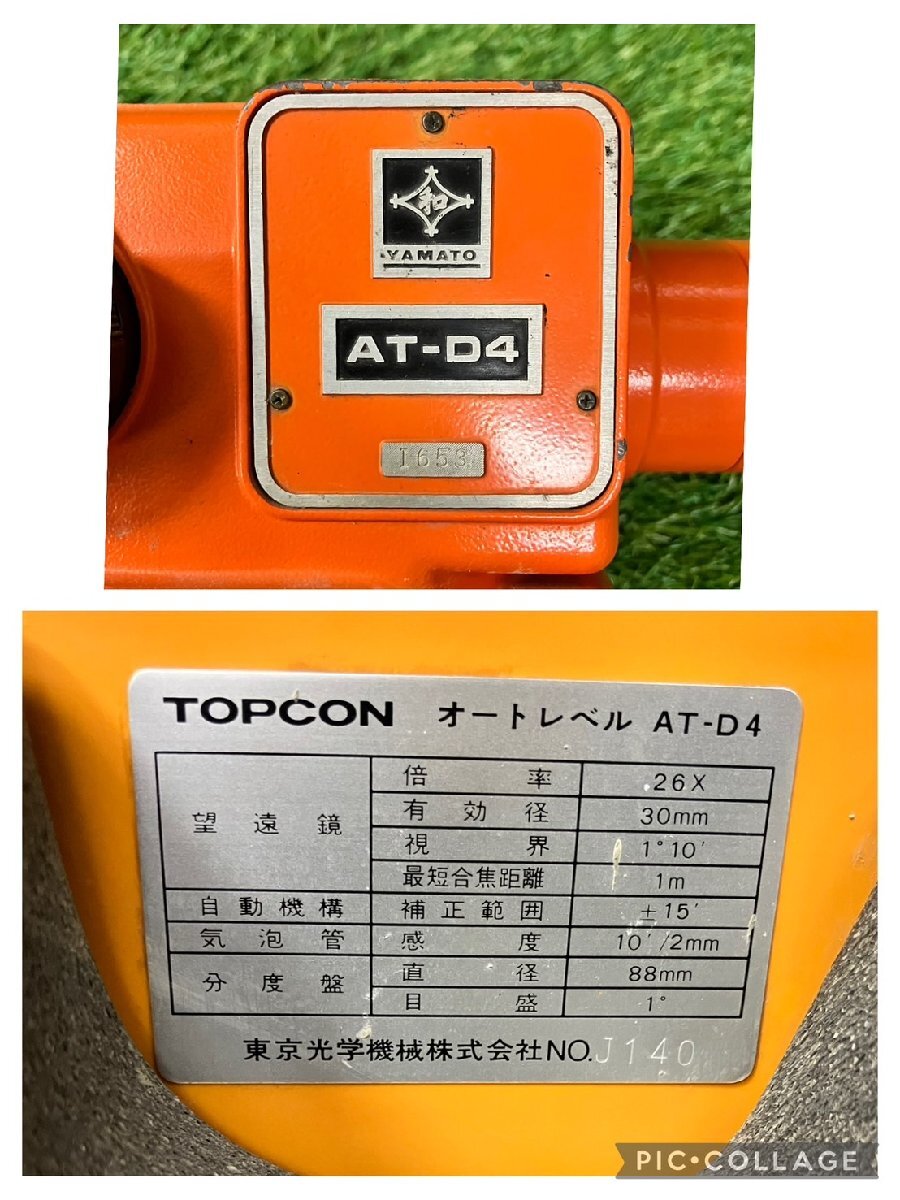 和
YAMATO
AT-D4
I653
TOPCON オートレベル AT-D4
望遠鏡 倍率 26X
有効径 30mm
視界 1°10′
最短合焦距離 1m
自動機構 補正範囲 ±15′
気泡管 感度 10′/2mm
分度盤 直径 88mm
目盛 1°
東京光学機械株式会社NO. J140
PIC•COLLAGE